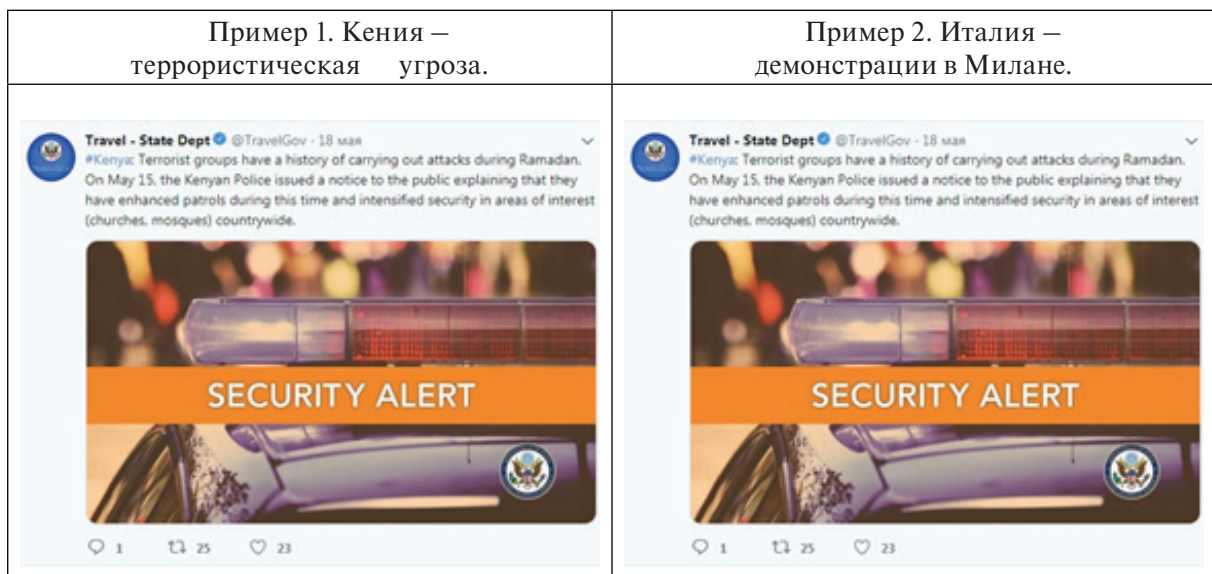 Пример 1. Кения –
террористическая угроза.
Travel - State Dept @TravelGov · 18 мая
#Kenya: Terrorist groups have a history of carrying out attacks during Ramadan.
On May 15, the Kenyan Police issued a notice to the public explaining that they
have enhanced patrols during this time and intensified security in areas of interest
(churches, mosques) countrywide.
SECURITY ALERT
1 25 23
Пример 2. Италия –
демонстрации в Милане.
Travel - State Dept @TravelGov · 18 мая
#Kenya: Terrorist groups have a history of carrying out attacks during Ramadan.
On May 15, the Kenyan Police issued a notice to the public explaining that they
have enhanced patrols during this time and intensified security in areas of interest
(churches, mosques) countrywide.
SECURITY ALERT
1 25 23